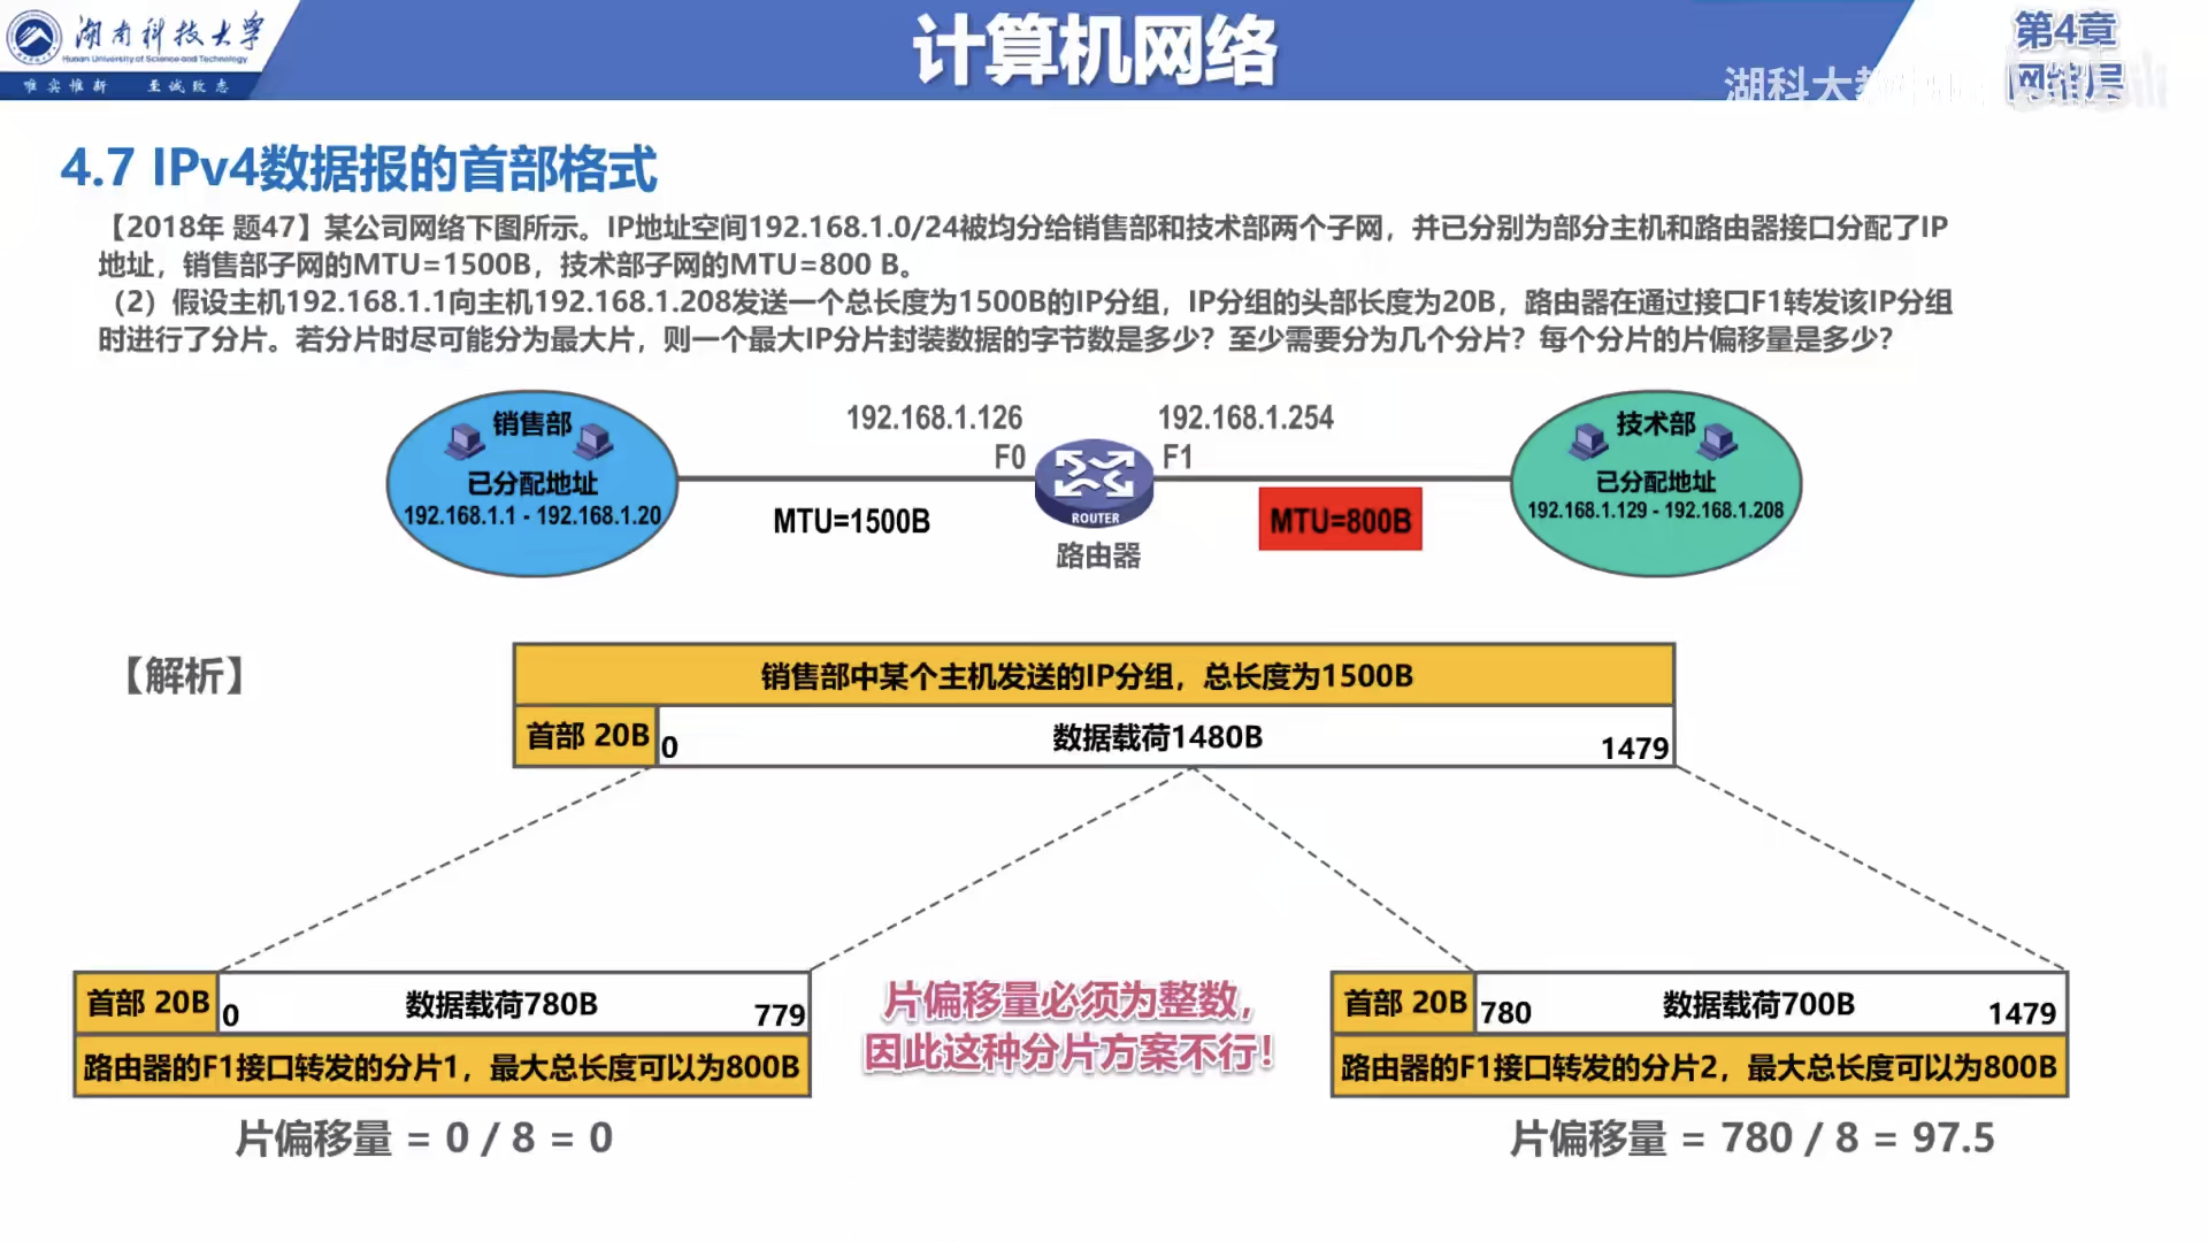 湖南科技大学
Hunan University of Science and Technology
唯实惟新 至诚致志
计算机网络
第4章
网络层
湖科大教
4.7 IPv4数据报的首部格式
【2018年 题47】某公司网络下图所示。IP地址空间192.168.1.0/24被均分给销售部和技术部两个子网，并已分别为部分主机和路由器接口分配了IP
地址，销售部子网的MTU=1500B，技术部子网的MTU=800 B。
（2）假设主机192.168.1.1向主机192.168.1.208发送一个总长度为1500B的IP分组，IP分组的头部长度为20B，路由器在通过接口F1转发该IP分组
时进行了分片。若分片时尽可能分为最大片，则一个最大IP分片封装数据的字节数是多少？至少需要分为几个分片？每个分片的片偏移量是多少？
销售部
已分配地址
192.168.1.1 - 192.168.1.20
192.168.1.126
F0
MTU=1500B
ROUTER
路由器
192.168.1.254
F1
MTU=800B
技术部
已分配地址
192.168.1.129 - 192.168.1.208
【解析】
销售部中某个主机发送的IP分组，总长度为1500B
首部 20B 0 数据载荷1480B 1479
首部 20B 0 数据载荷780B 779
路由器的F1接口转发的分片1，最大总长度可以为800B
片偏移量 = 0 / 8 = 0
片偏移量必须为整数，
因此这种分片方案不行！
首部 20B 780 数据载荷700B 1479
路由器的F1接口转发的分片2，最大总长度可以为800B
片偏移量 = 780 / 8 = 97.5